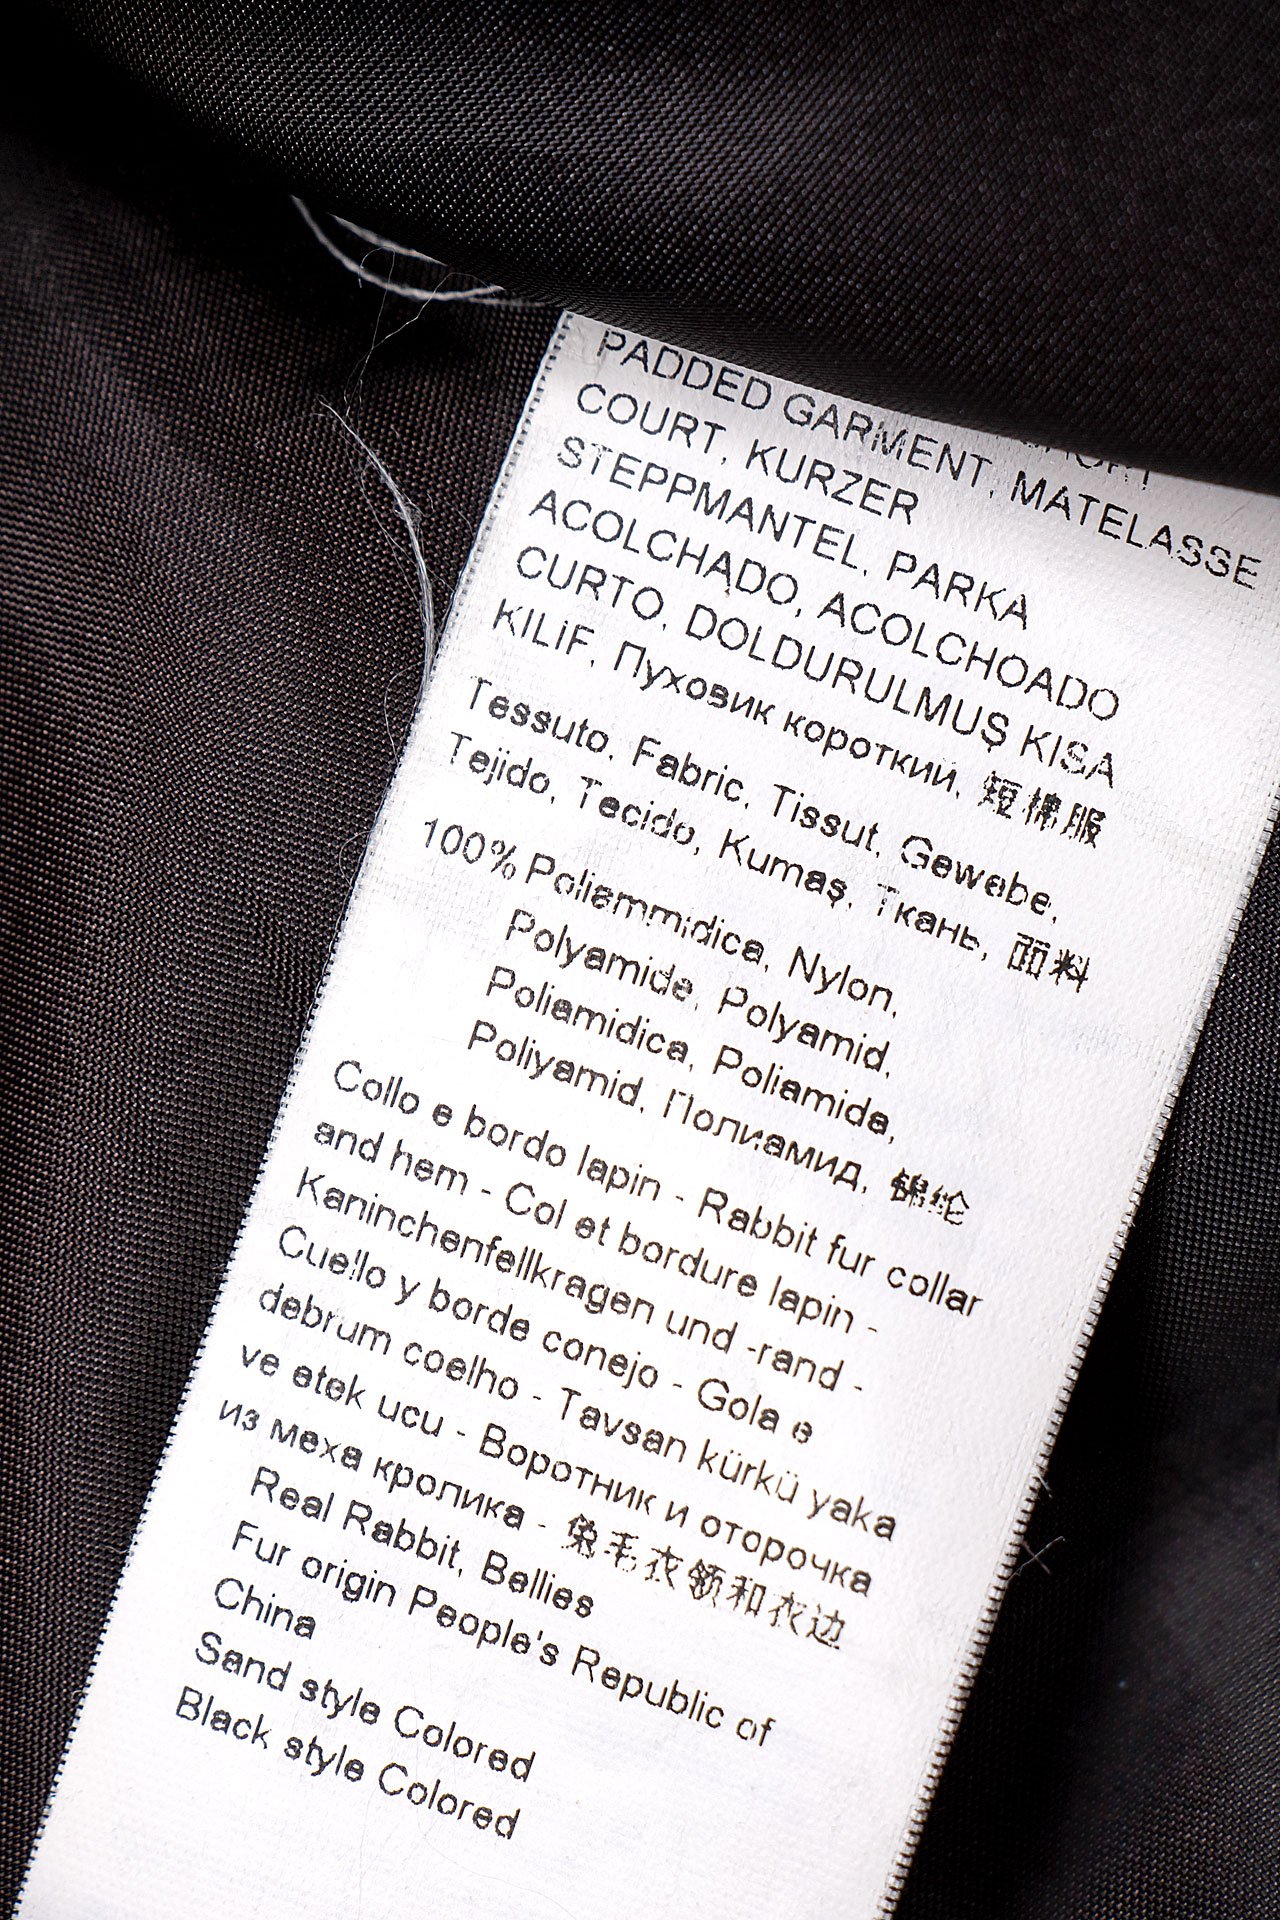 SHORT
PADDED GARMENT, MATELASSE
COURT, KURZER
STEPPMANTEL, PARKA
ACOLCHADO, ACOLCHOADO
CURTO, DOLDURULMUŞ KISA
KILIF, Пуховик короткий, 短棉服
Tessuto, Fabric, Tissut, Gewebe,
Tejido, Tecido, Kumaş, Ткань, 面料
100% Poliammidica, Nylon,
Polyamide, Polyamid,
Poliamidica, Poliamida,
Poliyamid, Полиамид, 锦纶
Collo e bordo lapin - Rabbit fur collar
and hem - Col et bordure lapin -
Kaninchenfellkragen und -rand -
Cuello y borde conejo - Gola e
debrum coelho - Tavsan kürkü yaka
ve etek ucu - Воротник и оторочка
из меха кролика - 兔毛衣领和衣边
Real Rabbit, Bellies
Fur origin People's Republic of
China
Sand style Colored
Black style Colored